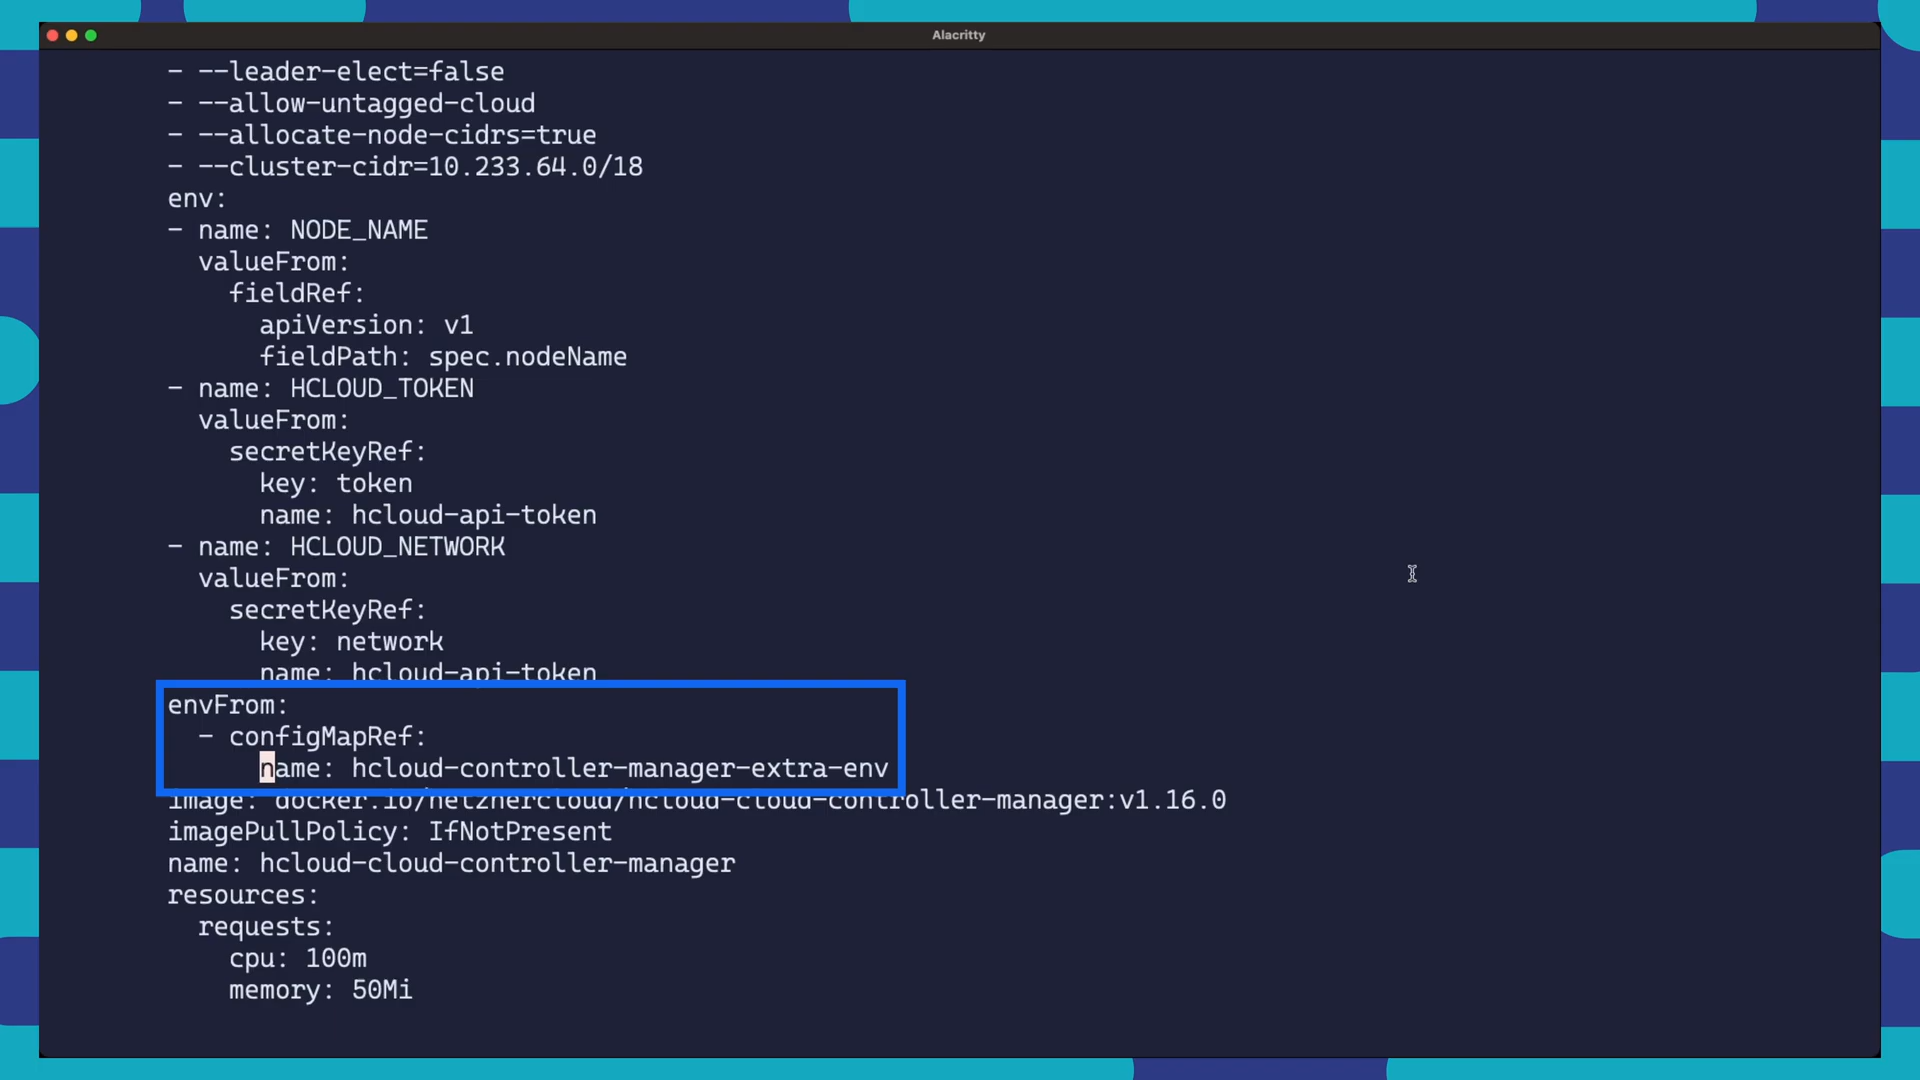 Alacritty
- --leader-elect=false
- --allow-untagged-cloud
- --allocate-node-cidrs=true
- --cluster-cidr=10.233.64.0/18
env:
- name: NODE_NAME
valueFrom:
fieldRef:
apiVersion: v1
fieldPath: spec.nodeName
- name: HCLOUD_TOKEN
valueFrom:
secretKeyRef:
key: token
name: hcloud-api-token
- name: HCLOUD_NETWORK
valueFrom:
secretKeyRef:
key: network
name: hcloud-api-token
envFrom:
- configMapRef:
name: hcloud-controller-manager-extra-env
image: docker.io/hetznercloud/hcloud-cloud-controller-manager:v1.16.0
imagePullPolicy: IfNotPresent
name: hcloud-cloud-controller-manager
resources:
requests:
cpu: 100m
memory: 50Mi